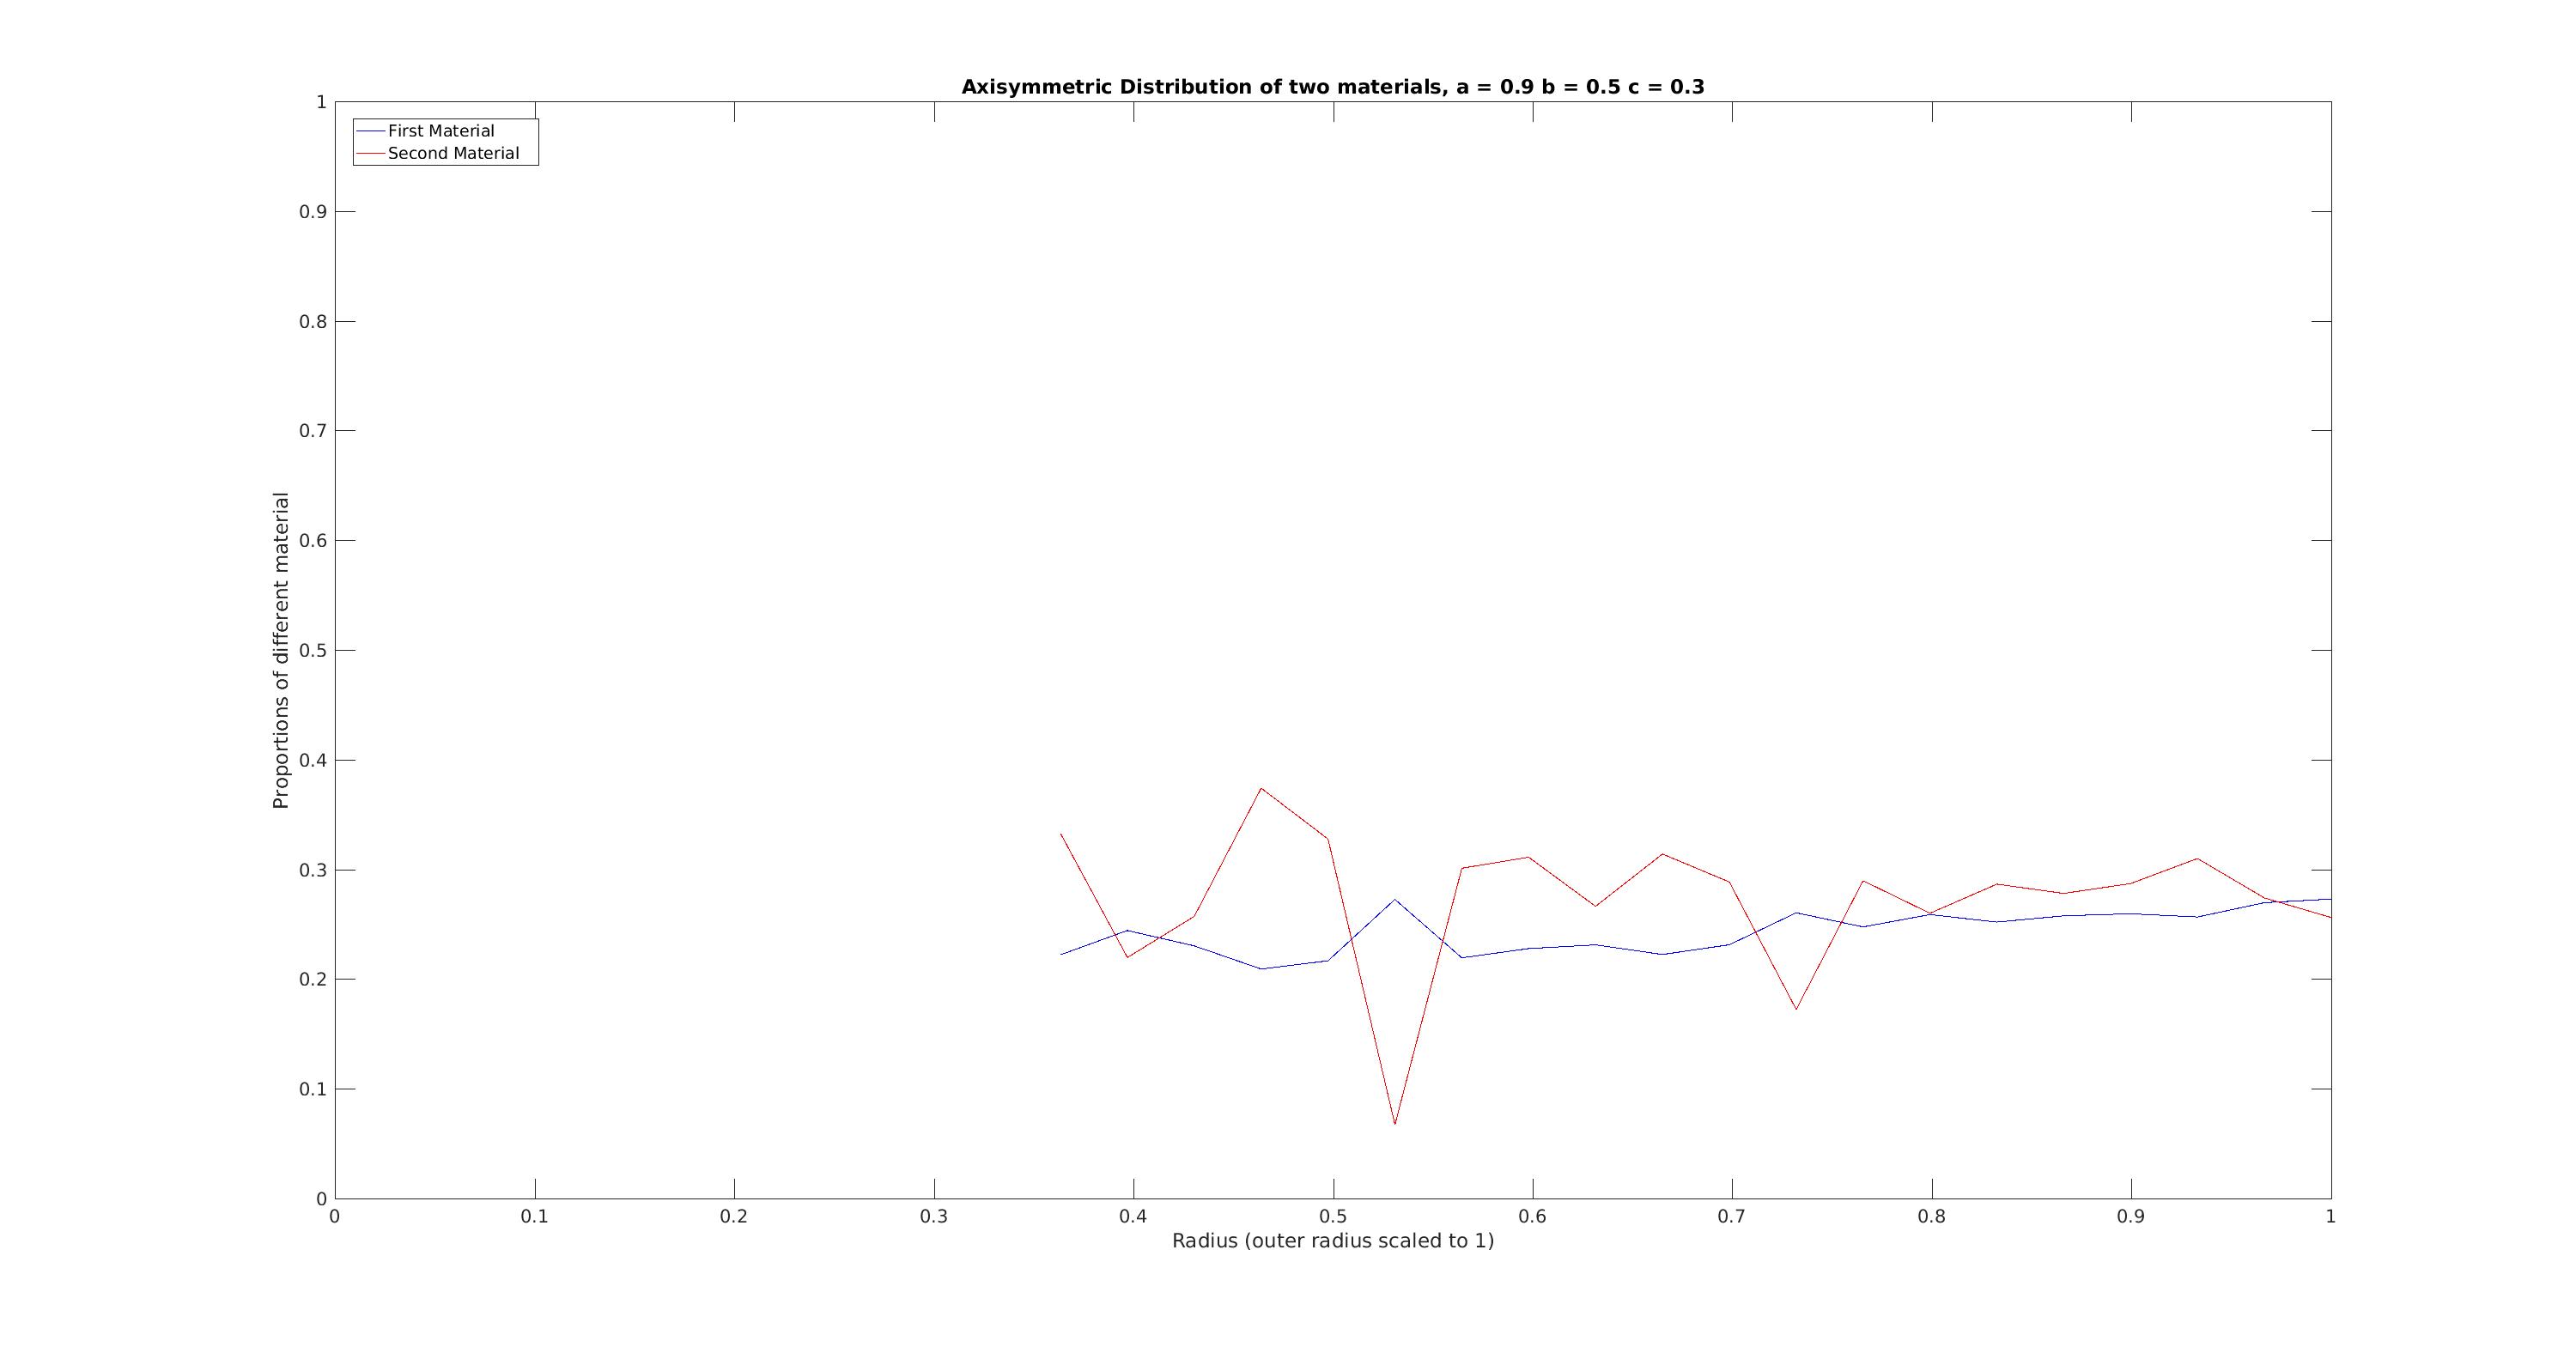 Axisymmetric Distribution of two materials, a = 0.9 b = 0.5 c = 0.3
First Material
Second Material
Proportions of different material
1
0.9
0.8
0.7
0.6
0.5
0.4
0.3
0.2
0.1
0
0 0.1 0.2 0.3 0.4 0.5 0.6 0.7 0.8 0.9 1
Radius (outer radius scaled to 1)